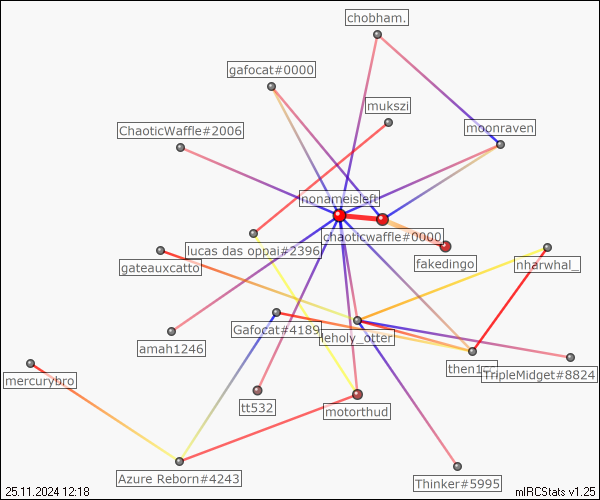 chobham.
gafocat#0000
mukszi
ChaoticWaffle#2006
moonraven
nonameisleft
chaoticwaffle#0000
lucas das oppai#2396
fakedingo
gateauxcatto
nharwhal_
Gafocat#4189
leholy_otter
amah1246
TripleMidget#8824
mercurybro
tt532
motorthud
Azure Reborn#4243
Thinker#5995
25.11.2024 12:18
mIRCStats v1.25